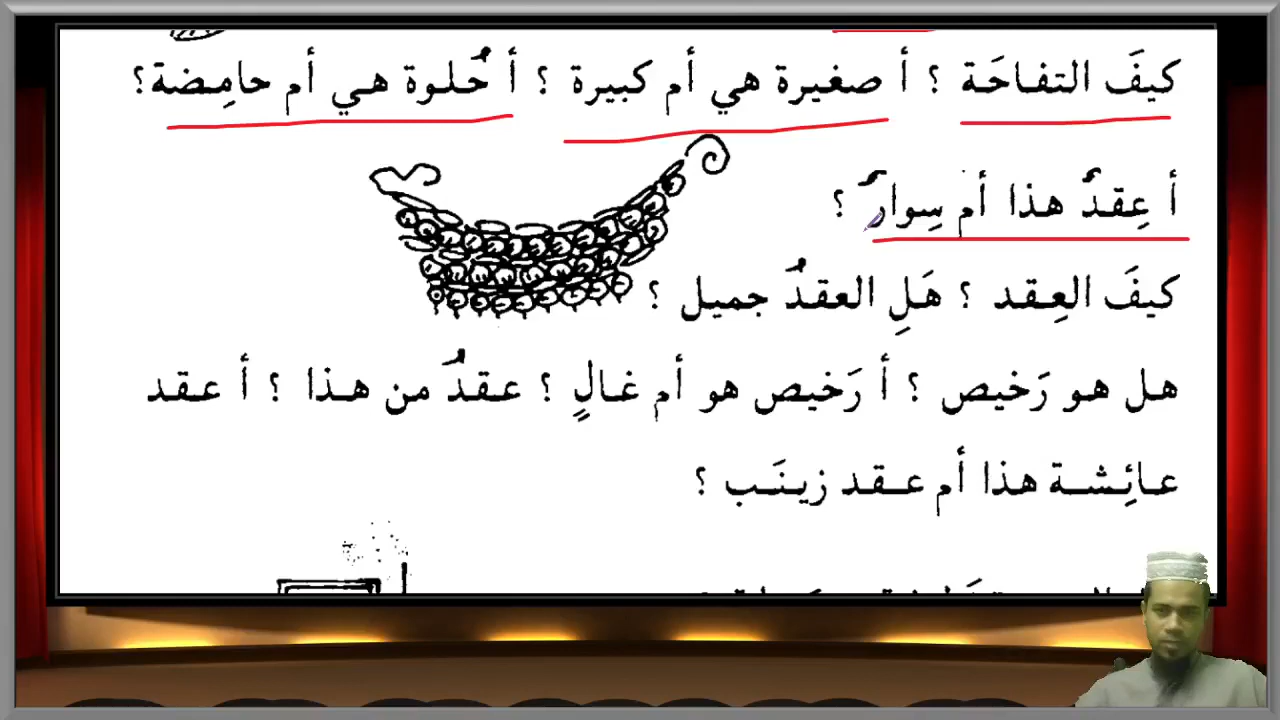 كيفَ التفاحَة ؟ أ صغيرة هي أم كبيرة ؟ أ حُلوة هي أم حامِضة؟
أ عِقدٌ هذا أم سِوارٌ ؟
كيفَ العِقد ؟ هَلِ العقدُ جميل ؟
هل هو رَخيص ؟ أ رَخيص هو أم غالٍ ؟ عقدُ من هذا ؟ أ عقد
عائِشة هذا أم عقد زينَب ؟